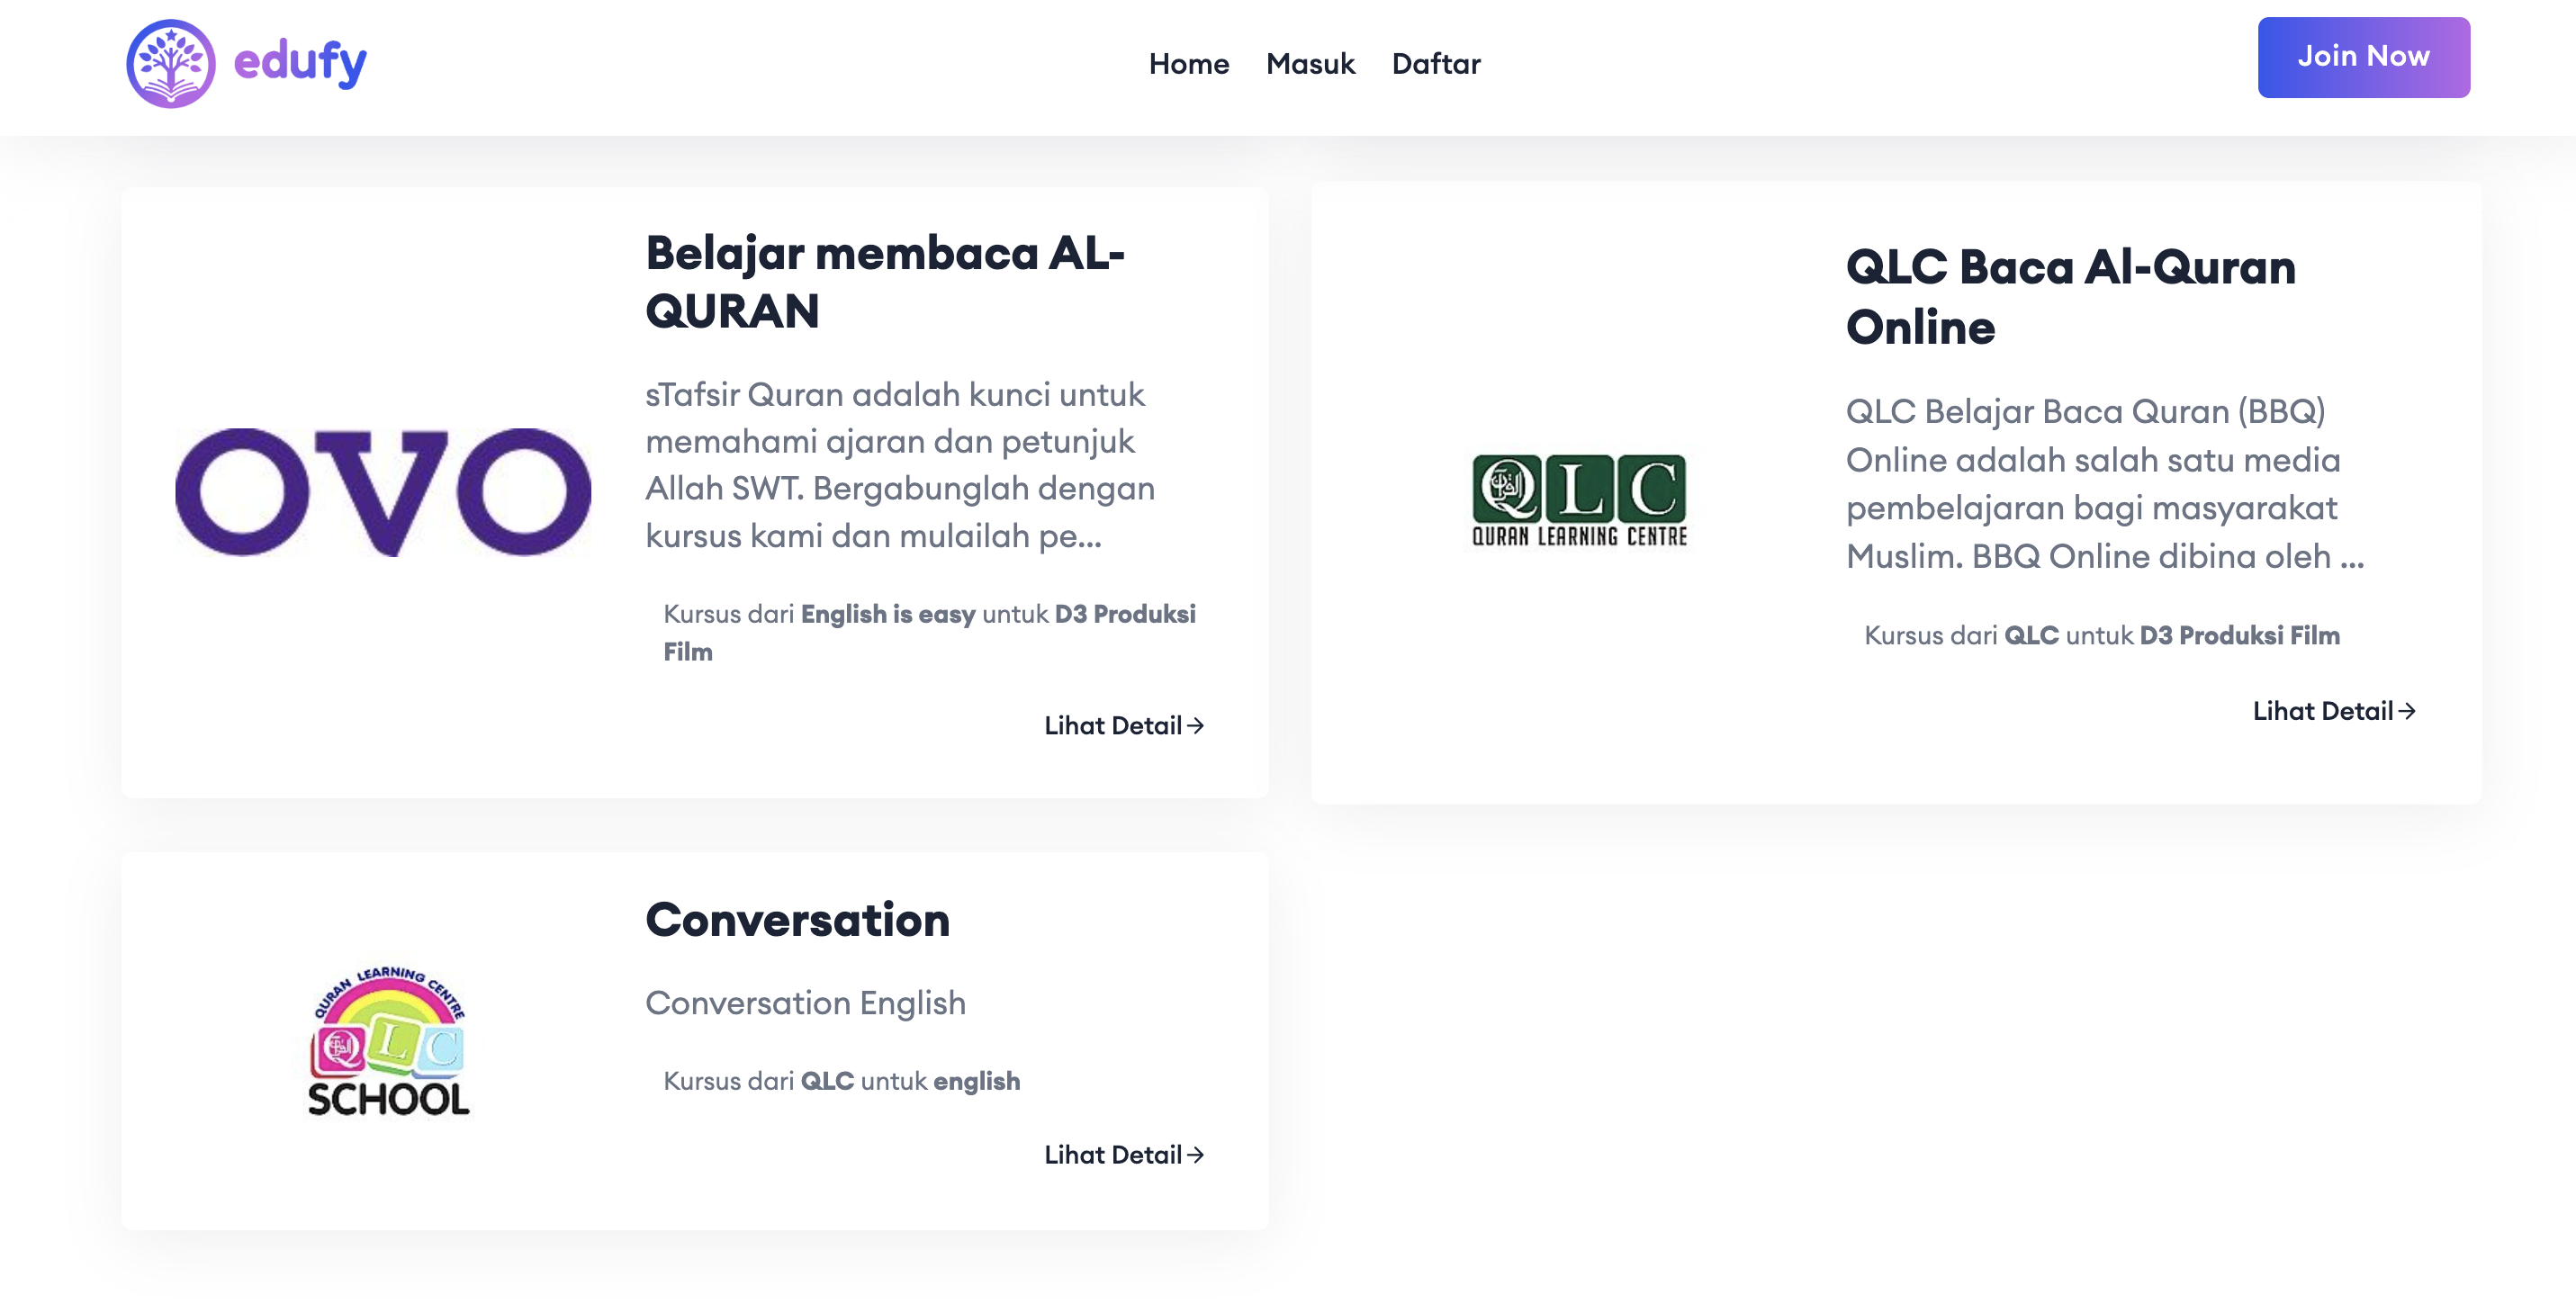 edufy
Home Masuk Daftar
Join Now
Belajar membaca AL-
QURAN
OVO
sTafsir Quran adalah kunci untuk
memahami ajaran dan petunjuk
Allah SWT. Bergabunglah dengan
kursus kami dan mulailah pe...
Kursus dari English is easy untuk D3 Produksi
Film
Lihat Detail→
QLC Baca Al-Quran
Online
QLC
QURAN LEARNING CENTRE
QLC Belajar Baca Quran (BBQ)
Online adalah salah satu media
pembelajaran bagi masyarakat
Muslim. BBQ Online dibina oleh ...
Kursus dari QLC untuk D3 Produksi Film
Lihat Detail→
Conversation
QURAN LEARNING CENTRE
QLC
SCHOOL
Conversation English
Kursus dari QLC untuk english
Lihat Detail→